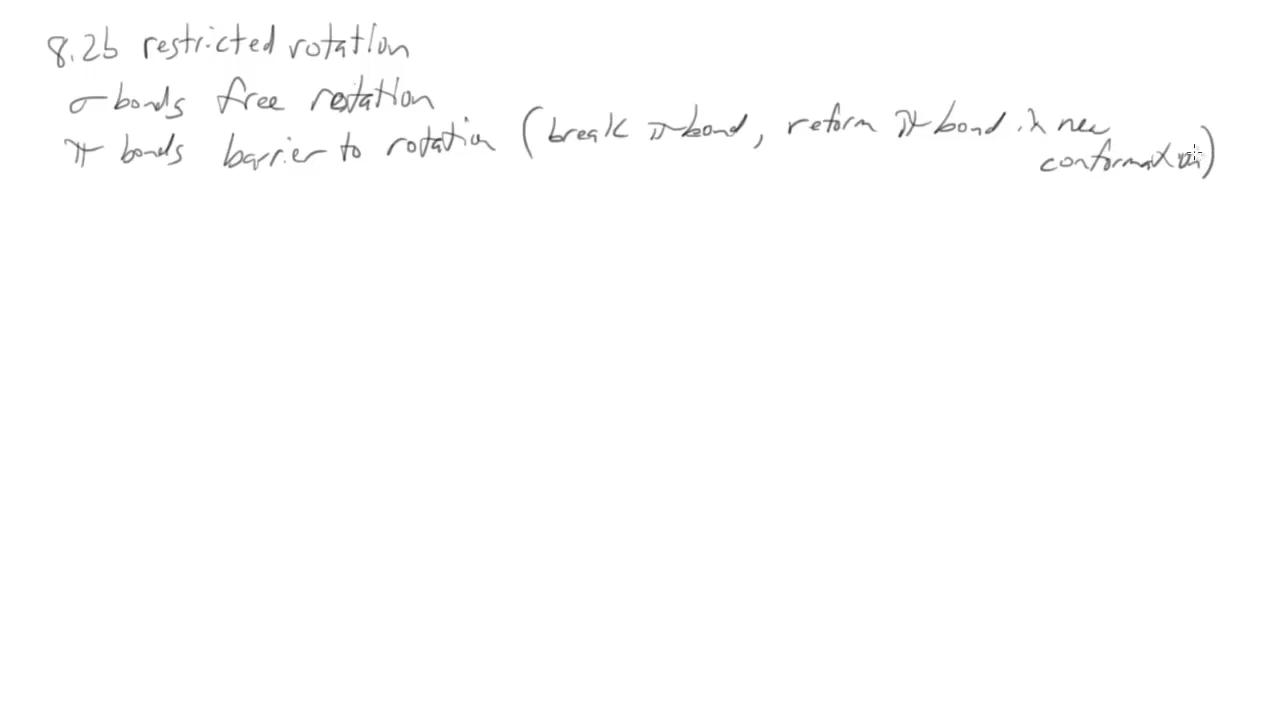 8.2b restricted rotation
σ bonds free rotation
π bonds barrier to rotation (break π bond, reform π bond in new
conformation)